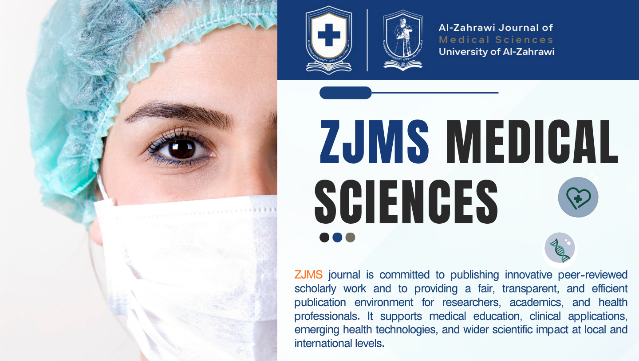 Al-Zahrawi Journal of
Medical Sciences
University of Al-Zahrawi
ZJMS MEDICAL
SCIENCES
ZJMS journal is committed to publishing innovative peer-reviewed
scholarly work and to providing a fair, transparent, and efficient
publication environment for researchers, academics, and health
professionals. It supports medical education, clinical applications,
emerging health technologies, and wider scientific impact at local and
international levels.